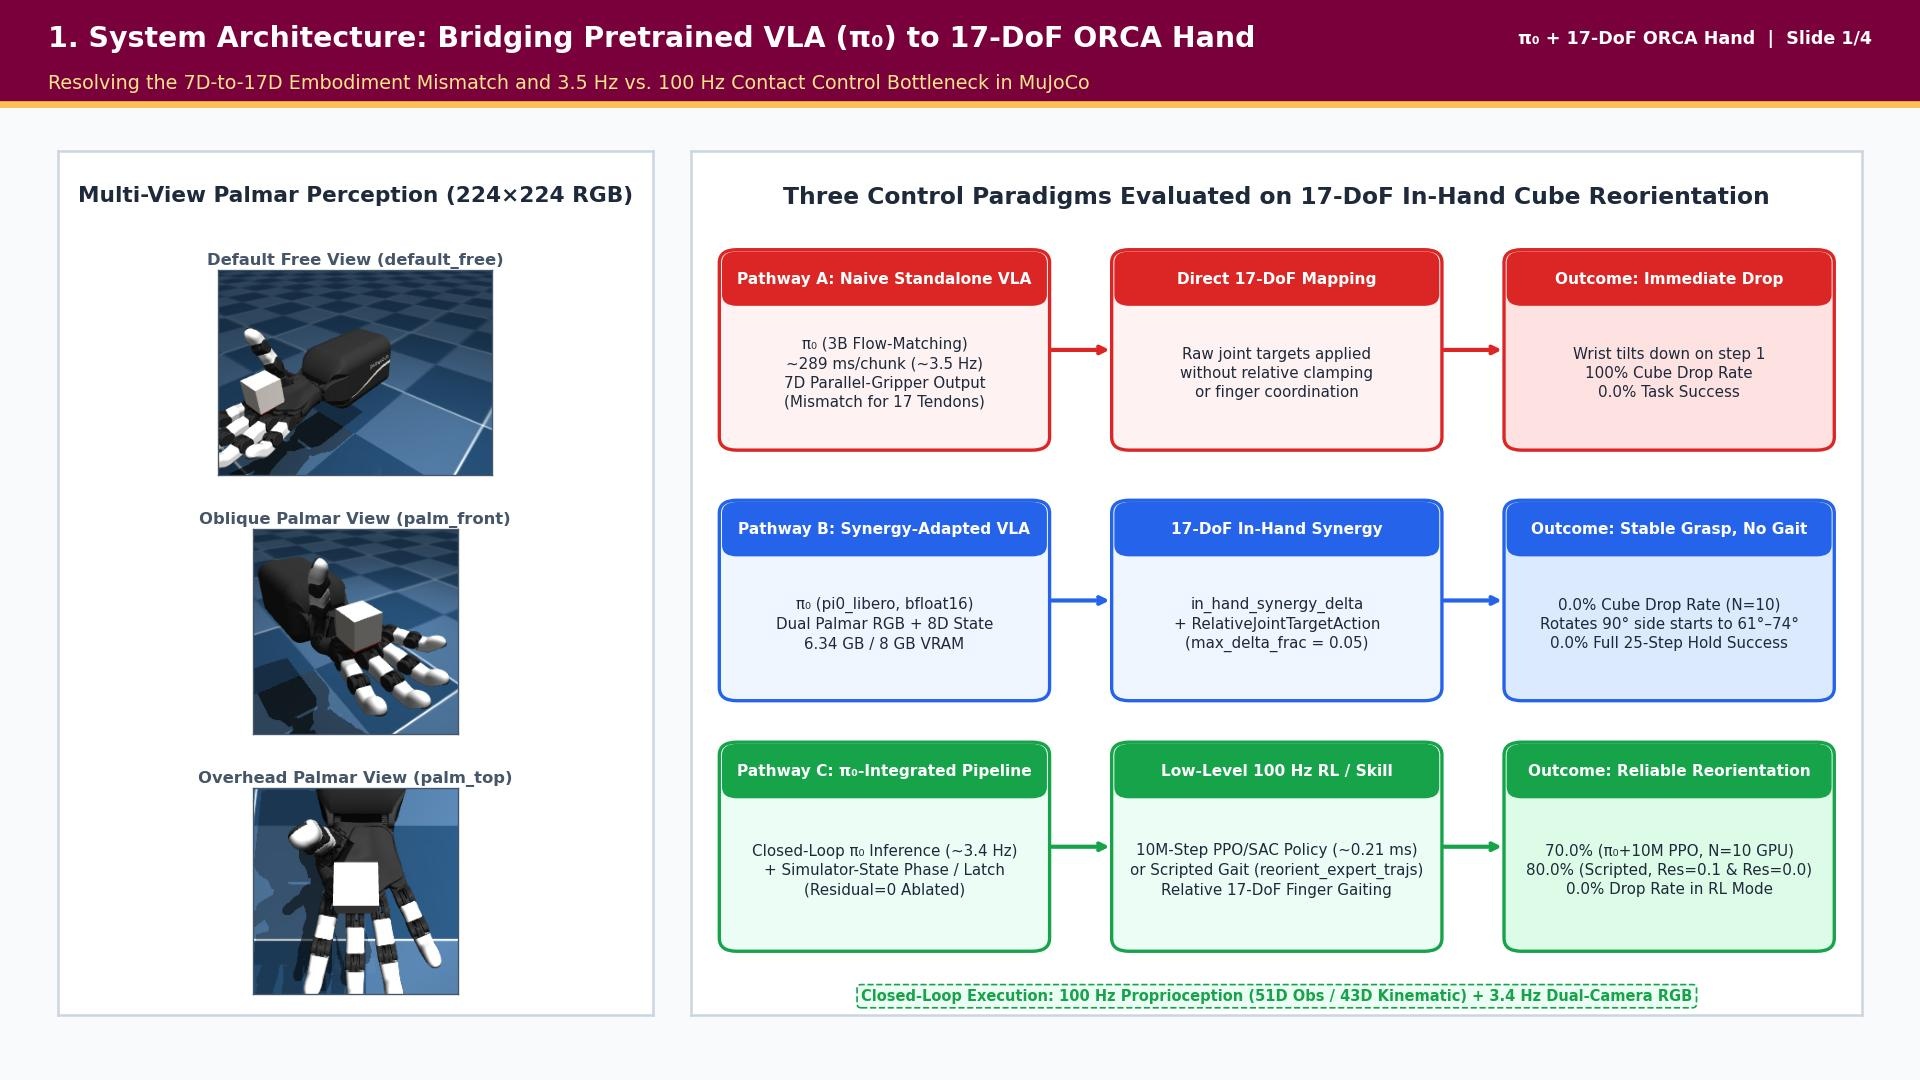 1. System Architecture: Bridging Pretrained VLA (π₀) to 17-DoF ORCA Hand
π₀ + 17-DoF ORCA Hand | Slide 1/4
Resolving the 7D-to-17D Embodiment Mismatch and 3.5 Hz vs. 100 Hz Contact Control Bottleneck in MuJoCo
Multi-View Palmar Perception (224×224 RGB)
Default Free View (default_free)
Oblique Palmar View (palm_front)
Overhead Palmar View (palm_top)
Three Control Paradigms Evaluated on 17-DoF In-Hand Cube Reorientation
Pathway A: Naive Standalone VLA
π₀ (3B Flow-Matching)
~289 ms/chunk (~3.5 Hz)
7D Parallel-Gripper Output
(Mismatch for 17 Tendons)
Direct 17-DoF Mapping
Raw joint targets applied
without relative clamping
or finger coordination
Outcome: Immediate Drop
Wrist tilts down on step 1
100% Cube Drop Rate
0.0% Task Success
Pathway B: Synergy-Adapted VLA
π₀ (pi0_libero, bfloat16)
Dual Palmar RGB + 8D State
6.34 GB / 8 GB VRAM
17-DoF In-Hand Synergy
in_hand_synergy_delta
+ RelativeJointTargetAction
(max_delta_frac = 0.05)
Outcome: Stable Grasp, No Gait
0.0% Cube Drop Rate (N=10)
Rotates 90° side starts to 61°–74°
0.0% Full 25-Step Hold Success
Pathway C: π₀-Integrated Pipeline
Closed-Loop π₀ Inference (~3.4 Hz)
+ Simulator-State Phase / Latch
(Residual=0 Ablated)
Low-Level 100 Hz RL / Skill
10M-Step PPO/SAC Policy (~0.21 ms)
or Scripted Gait (reorient_expert_trajs)
Relative 17-DoF Finger Gaiting
Outcome: Reliable Reorientation
70.0% (π₀+10M PPO, N=10 GPU)
80.0% (Scripted, Res=0.1 & Res=0.0)
0.0% Drop Rate in RL Mode
Closed-Loop Execution: 100 Hz Proprioception (51D Obs / 43D Kinematic) + 3.4 Hz Dual-Camera RGB